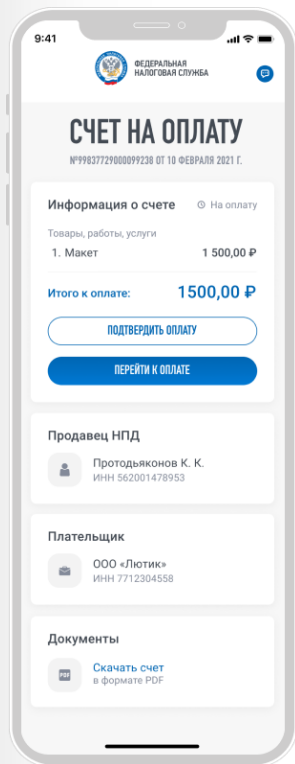 9:41
ФЕДЕРАЛЬНАЯ
НАЛОГОВАЯ СЛУЖБА
СЧЕТ НА ОПЛАТУ
№99837729000099238 ОТ 10 ФЕВРАЛЯ 2021 Г.
Информация о счете На оплату
Товары, работы, услуги
1. Макет 1 500,00 ₽
Итого к оплате: 1500,00 ₽
ПОДТВЕРДИТЬ ОПЛАТУ
ПЕРЕЙТИ К ОПЛАТЕ
Продавец НПД
Протодьяконов К. К.
ИНН 562001478953
Плательщик
ООО «Лютик»
ИНН 7712304558
Документы
PDF Скачать счет
в формате PDF